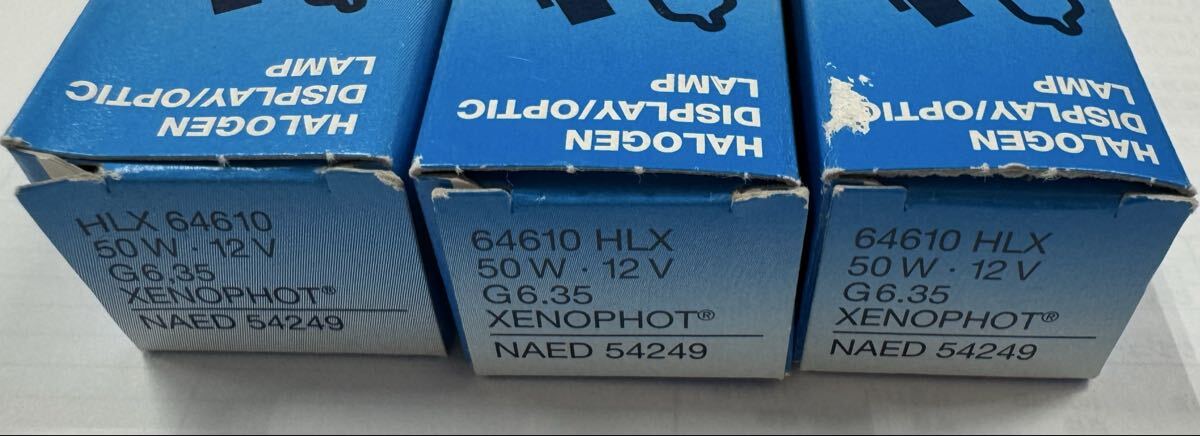 HALOGEN
DISPLAY/OPTIC
LAMP
HLX 64610
50 W · 12 V
G6.35
XENOPHOT®
NAED 54249
HALOGEN
DISPLAY/OPTIC
LAMP
64610 HLX
50 W · 12 V
G6.35
XENOPHOT®
NAED 54249
HALOGEN
DISPLAY/OPTIC
LAMP
64610 HLX
50 W · 12 V
G6.35
XENOPHOT®
NAED 54249